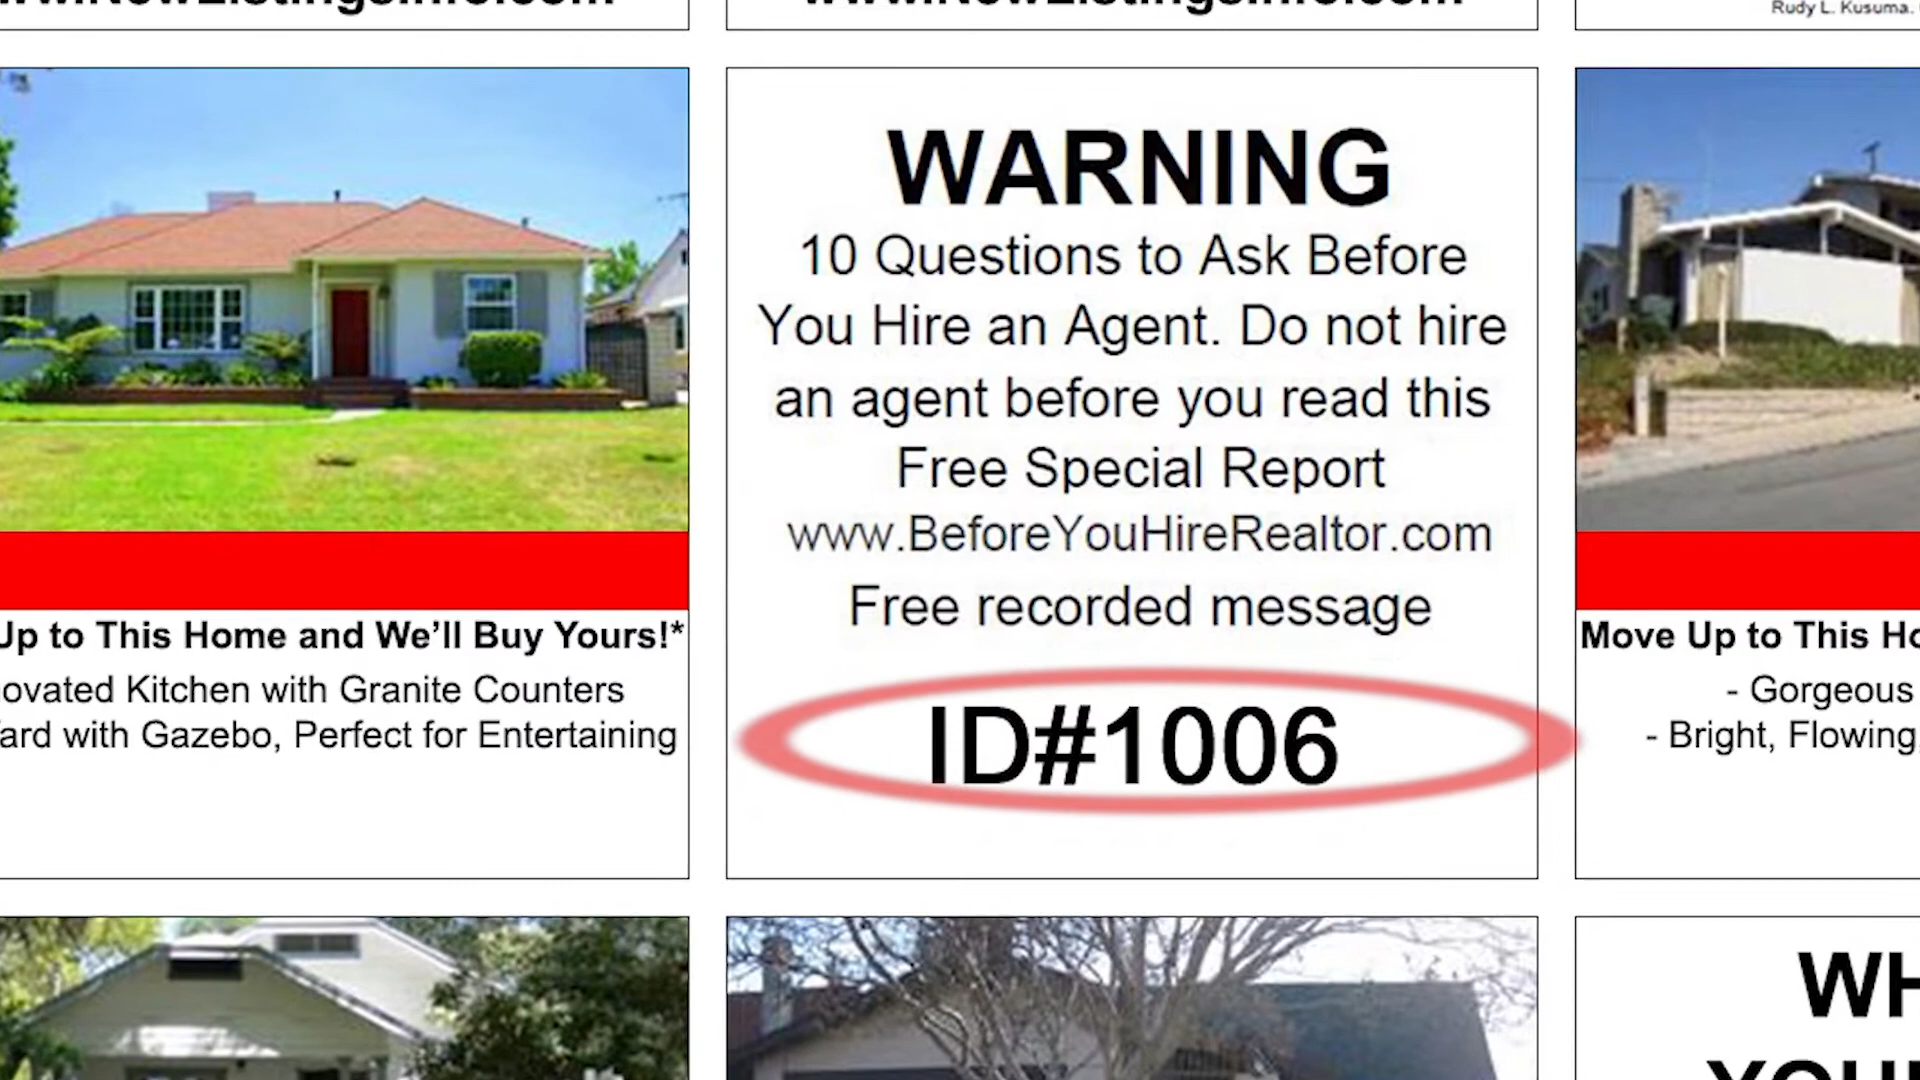 Rudy L. Kusuma.
WARNING
10 Questions to Ask Before
You Hire an Agent. Do not hire
an agent before you read this
Free Special Report
www.BeforeYouHireRealtor.com
Free recorded message
ID#1006
Up to This Home and We'll Buy Yours!*
ovated Kitchen with Granite Counters
ard with Gazebo, Perfect for Entertaining
Move Up to This Ho
- Gorgeous
- Bright, Flowing,
WH